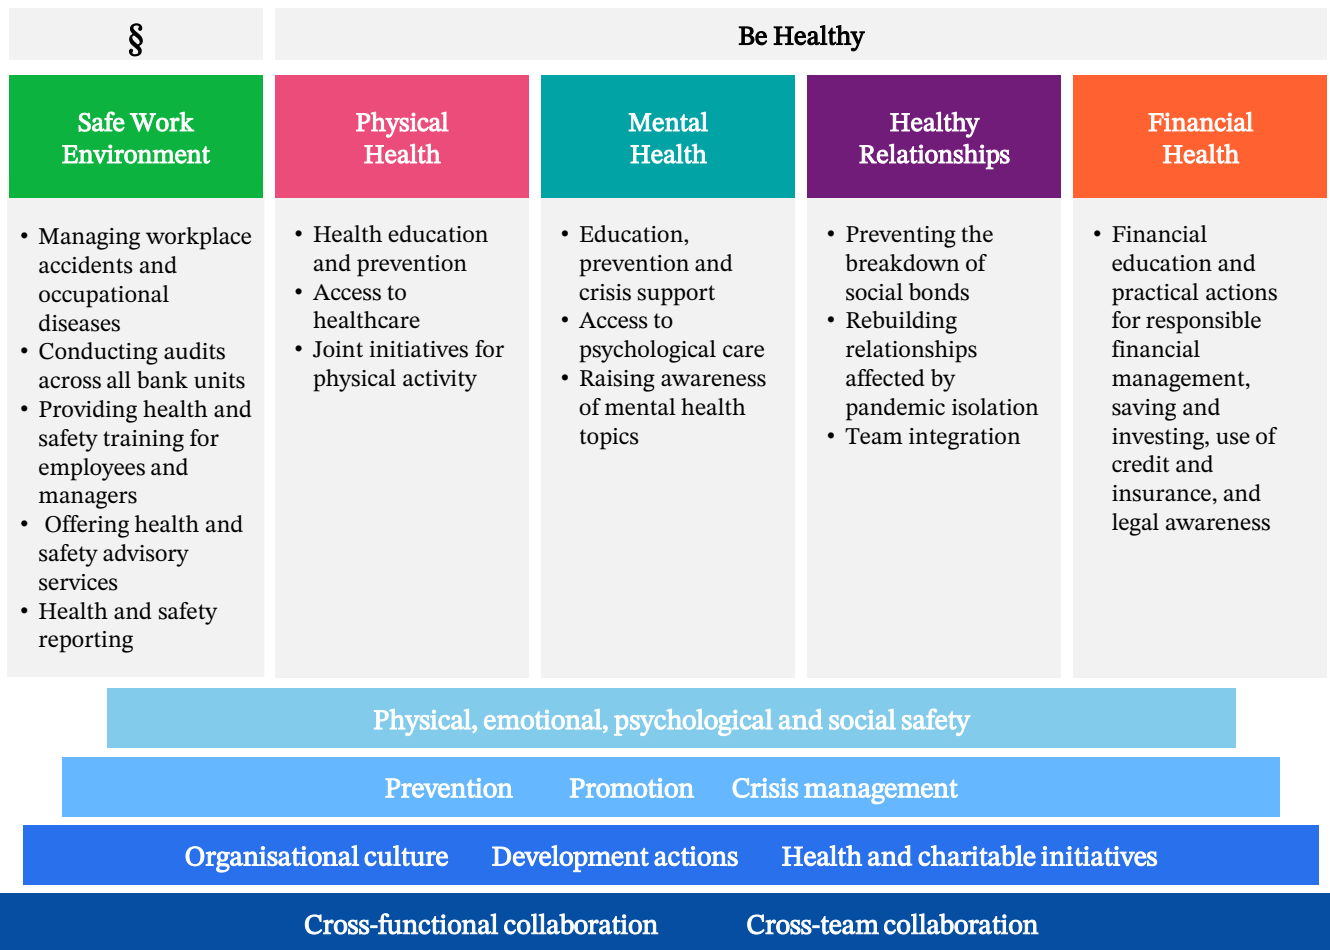 §
Be Healthy
Safe Work
Environment
• Managing workplace
accidents and
occupational
diseases
• Conducting audits
across all bank units
• Providing health and
safety training for
employees and
managers
• Offering health and
safety advisory
services
• Health and safety
reporting
Physical
Health
• Health education
and prevention
• Access to
healthcare
• Joint initiatives for
physical activity
Mental
Health
• Education,
prevention and
crisis support
• Access to
psychological care
• Raising awareness
of mental health
topics
Healthy
Relationships
• Preventing the
breakdown of
social bonds
• Rebuilding
relationships
affected by
pandemic isolation
• Team integration
Financial
Health
• Financial
education and
practical actions
for responsible
financial
management,
saving and
investing, use of
credit and
insurance, and
legal awareness
Physical, emotional, psychological and social safety
Prevention Promotion Crisis management
Organisational culture Development actions Health and charitable initiatives
Cross-functional collaboration Cross-team collaboration